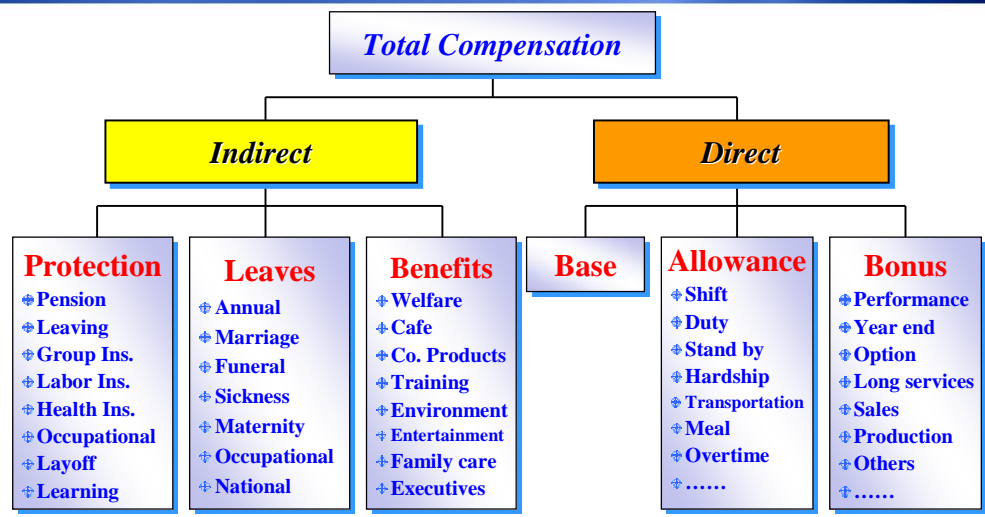 Total Compensation
Indirect
Direct
Protection
Pension
Leaving
Group Ins.
Labor Ins.
Health Ins.
Occupational
Layoff
Learning
Leaves
Annual
Marriage
Funeral
Sickness
Maternity
Occupational
National
Benefits
Welfare
Cafe
Co. Products
Training
Environment
Entertainment
Family care
Executives
Base
Allowance
Shift
Duty
Stand by
Hardship
Transportation
Meal
Overtime
……
Bonus
Performance
Year end
Option
Long services
Sales
Production
Others
……